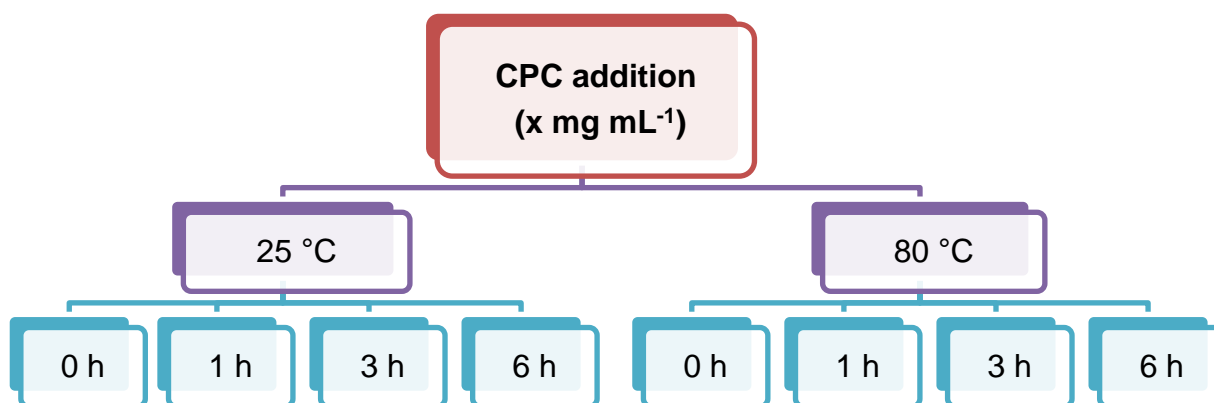 CPC addition
(x mg mL⁻¹)
25 °C
80 °C
0 h
1 h
3 h
6 h
0 h
1 h
3 h
6 h